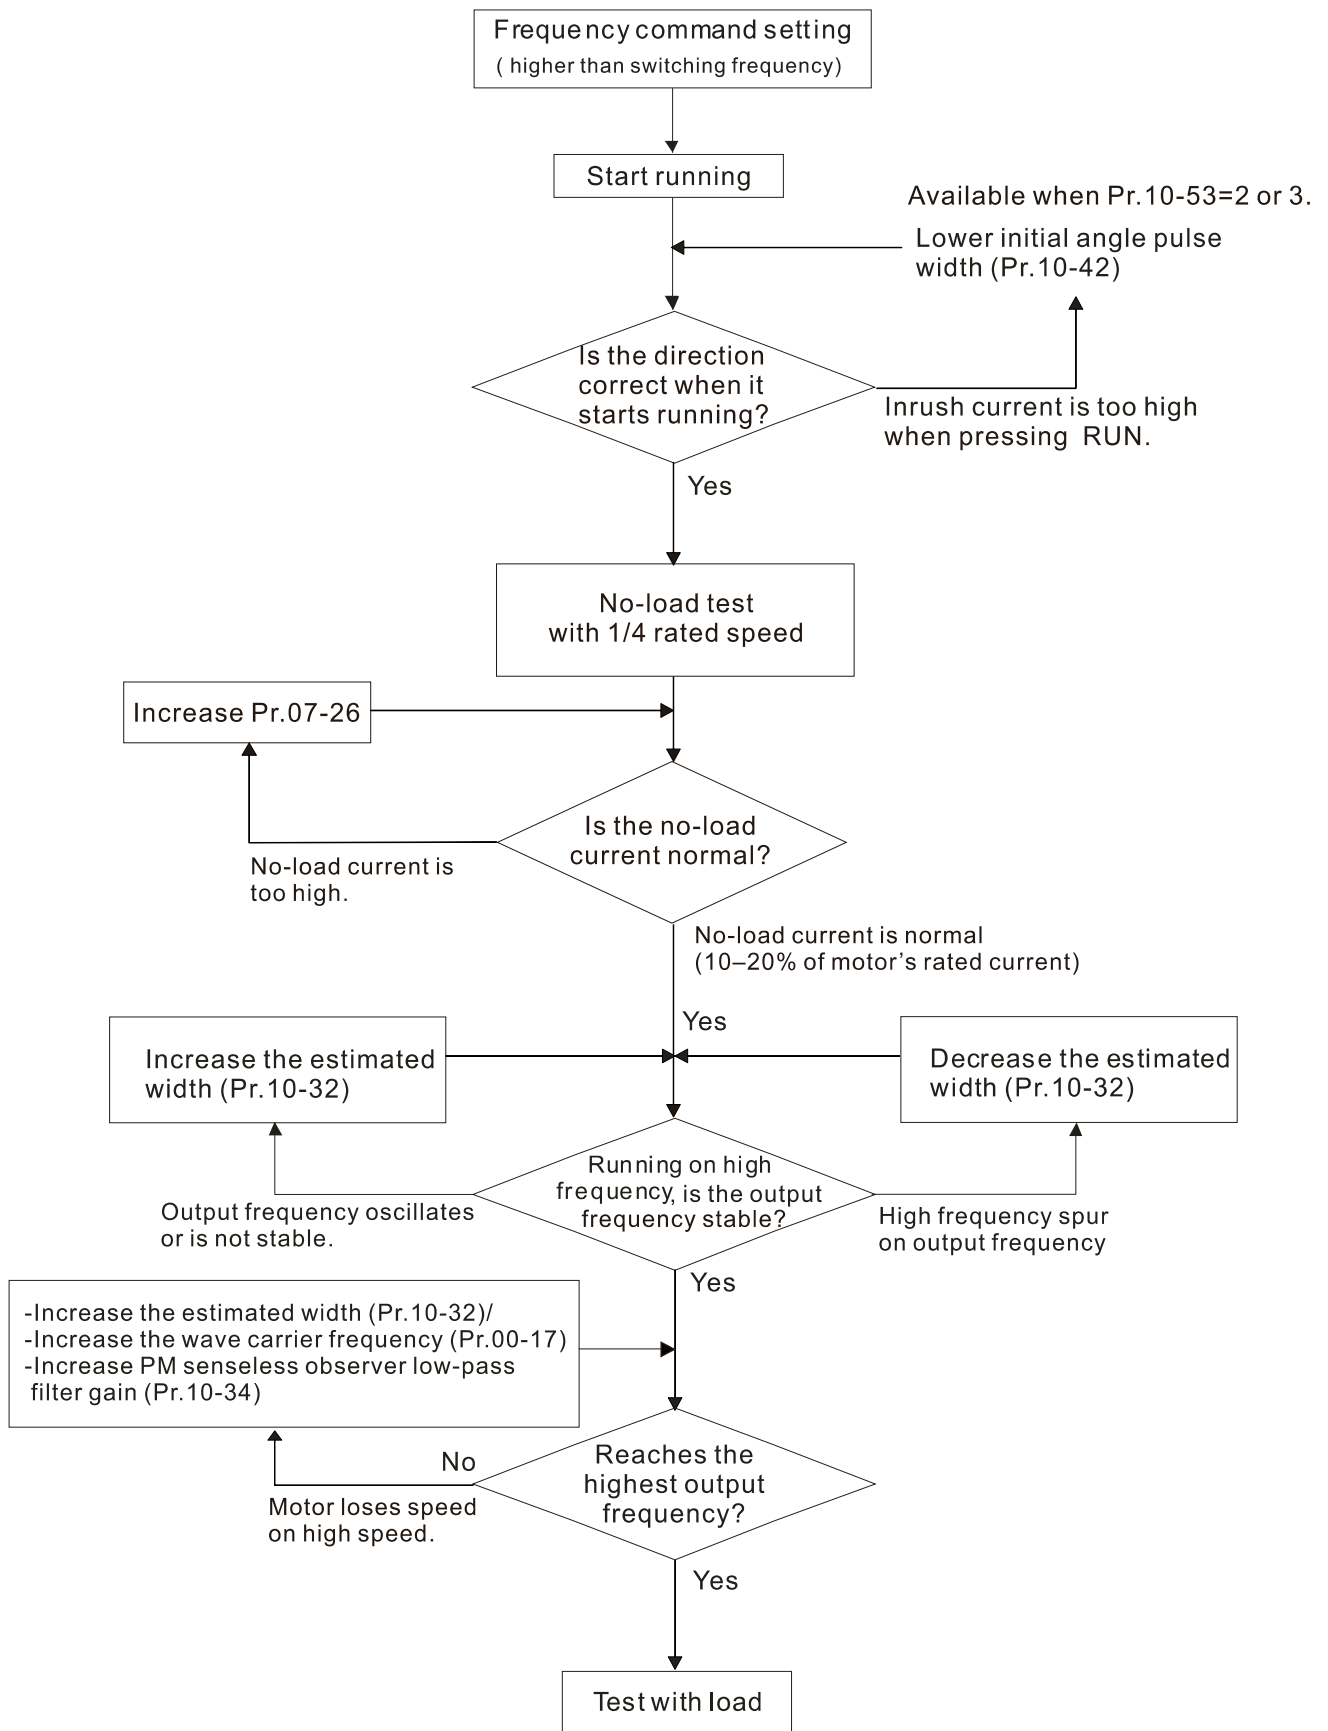 Frequency command setting
( higher than switching frequency)
Start running
Available when Pr.10-53=2 or 3.
Lower initial angle pulse
width (Pr.10-42)
Is the direction
correct when it
starts running?
Inrush current is too high
when pressing RUN.
Yes
No-load test
with 1/4 rated speed
Increase Pr.07-26
Is the no-load
current normal?
No-load current is
too high.
No-load current is normal
(10–20% of motor’s rated current)
Yes
Increase the estimated
width (Pr.10-32)
Decrease the estimated
width (Pr.10-32)
Running on high
frequency, is the output
frequency stable?
Output frequency oscillates
or is not stable.
High frequency spur
on output frequency
Yes
-Increase the estimated width (Pr.10-32)/
-Increase the wave carrier frequency (Pr.00-17)
-Increase PM senseless observer low-pass
filter gain (Pr.10-34)
No
Reaches the
highest output
frequency?
Motor loses speed
on high speed.
Yes
Test with load